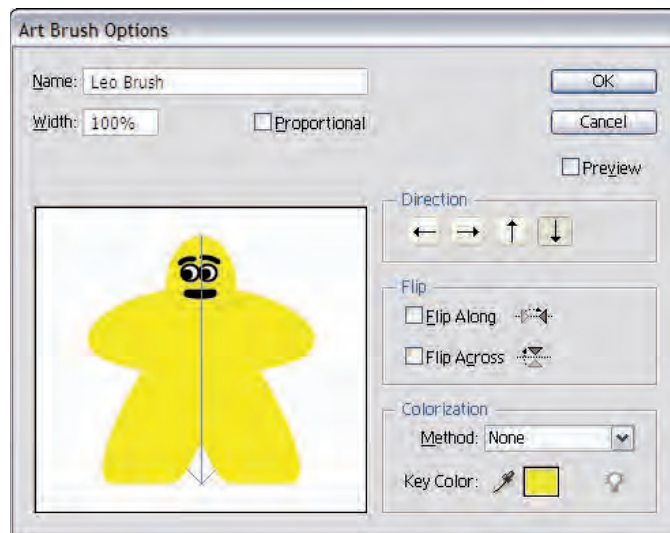 Art Brush Options
Name: Leo Brush
OK
Width: 100%
Proportional
Cancel
Preview
Direction
Flip
Flip Along
Flip Across
Colorization
Method: None
Key Color: